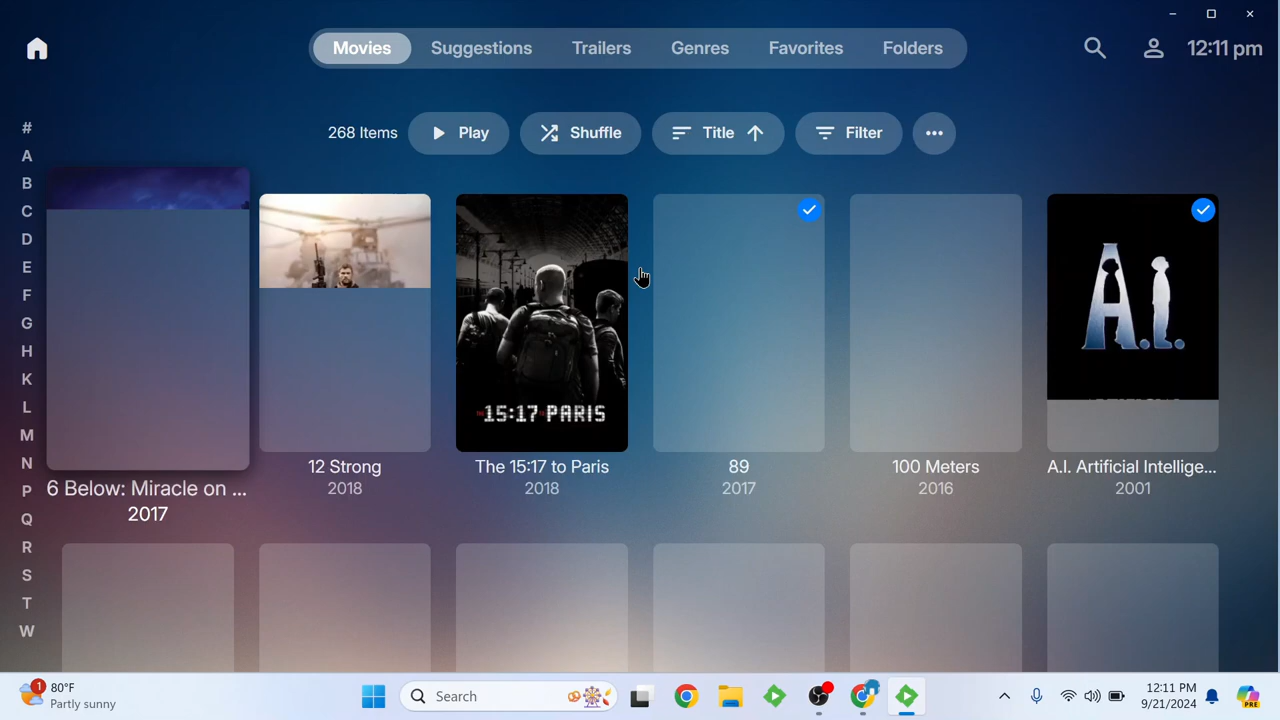 Movies Suggestions Trailers Genres Favorites Folders 12:11 pm
268 Items Play Shuffle Title Filter
#
A
B
C
D
E
F
G
H
K
L
M
N
P
Q
R
S
T
W
15:17 PARIS
A.I.
6 Below: Miracle on ...
2017
12 Strong
2018
The 15:17 to Paris
2018
89
2017
100 Meters
2016
A.I. Artificial Intellige...
2001
1
80°F
Partly sunny
Search
PRE
12:11 PM
9/21/2024